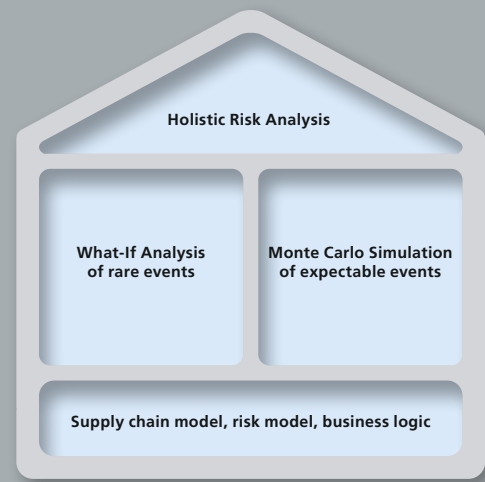 Holistic Risk Analysis
What-If Analysis
of rare events
Monte Carlo Simulation
of expectable events
Supply chain model, risk model, business logic